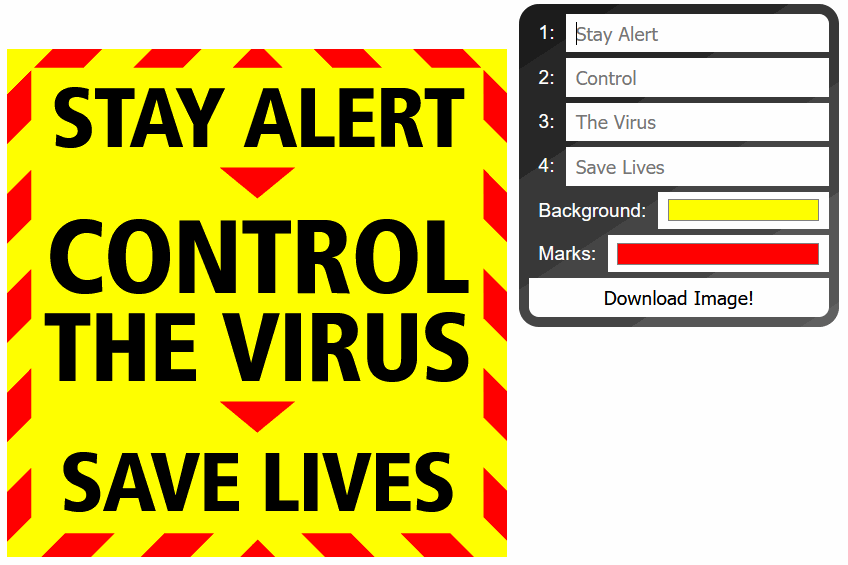 STAY ALERT
CONTROL
THE VIRUS
SAVE LIVES
1: Stay Alert
2: Control
3: The Virus
4: Save Lives
Background:
Marks:
Download Image!